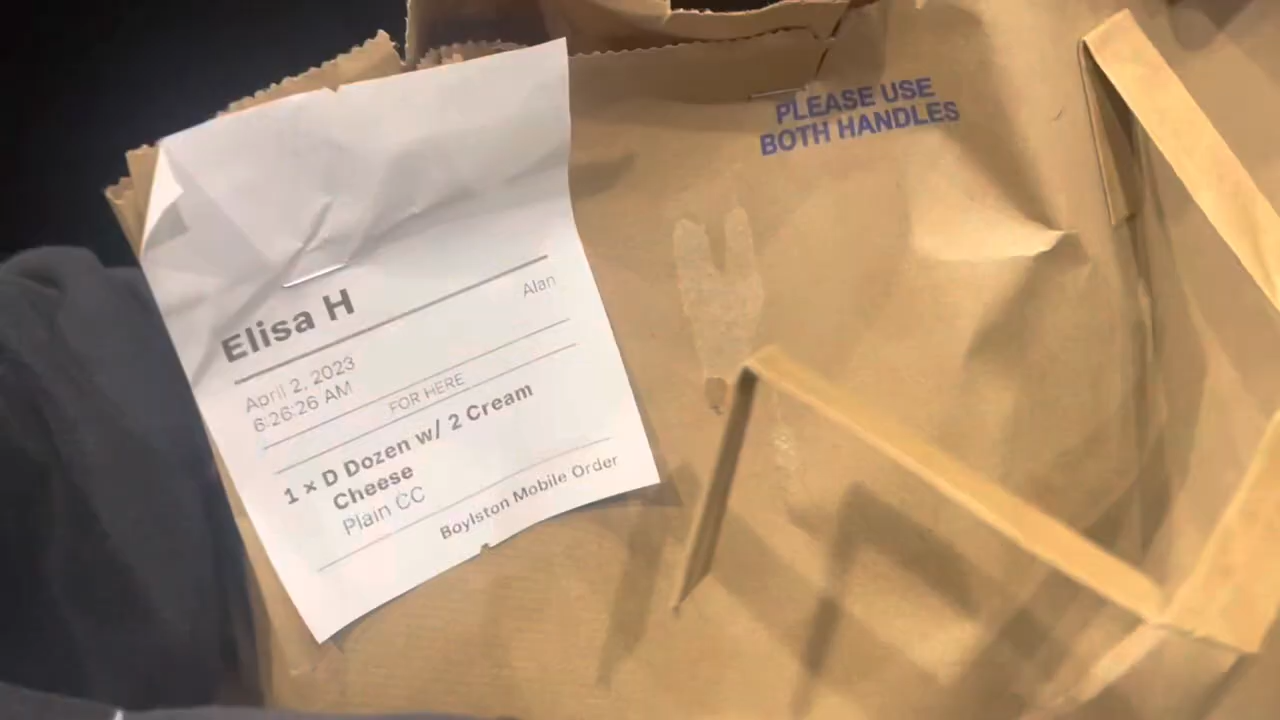 Elisa H
Alan
April 2, 2023
6:26:26 AM
FOR HERE
1 × D Dozen w/ 2 Cream
Cheese
Plain CC
Boylston Mobile Order
PLEASE USE
BOTH HANDLES